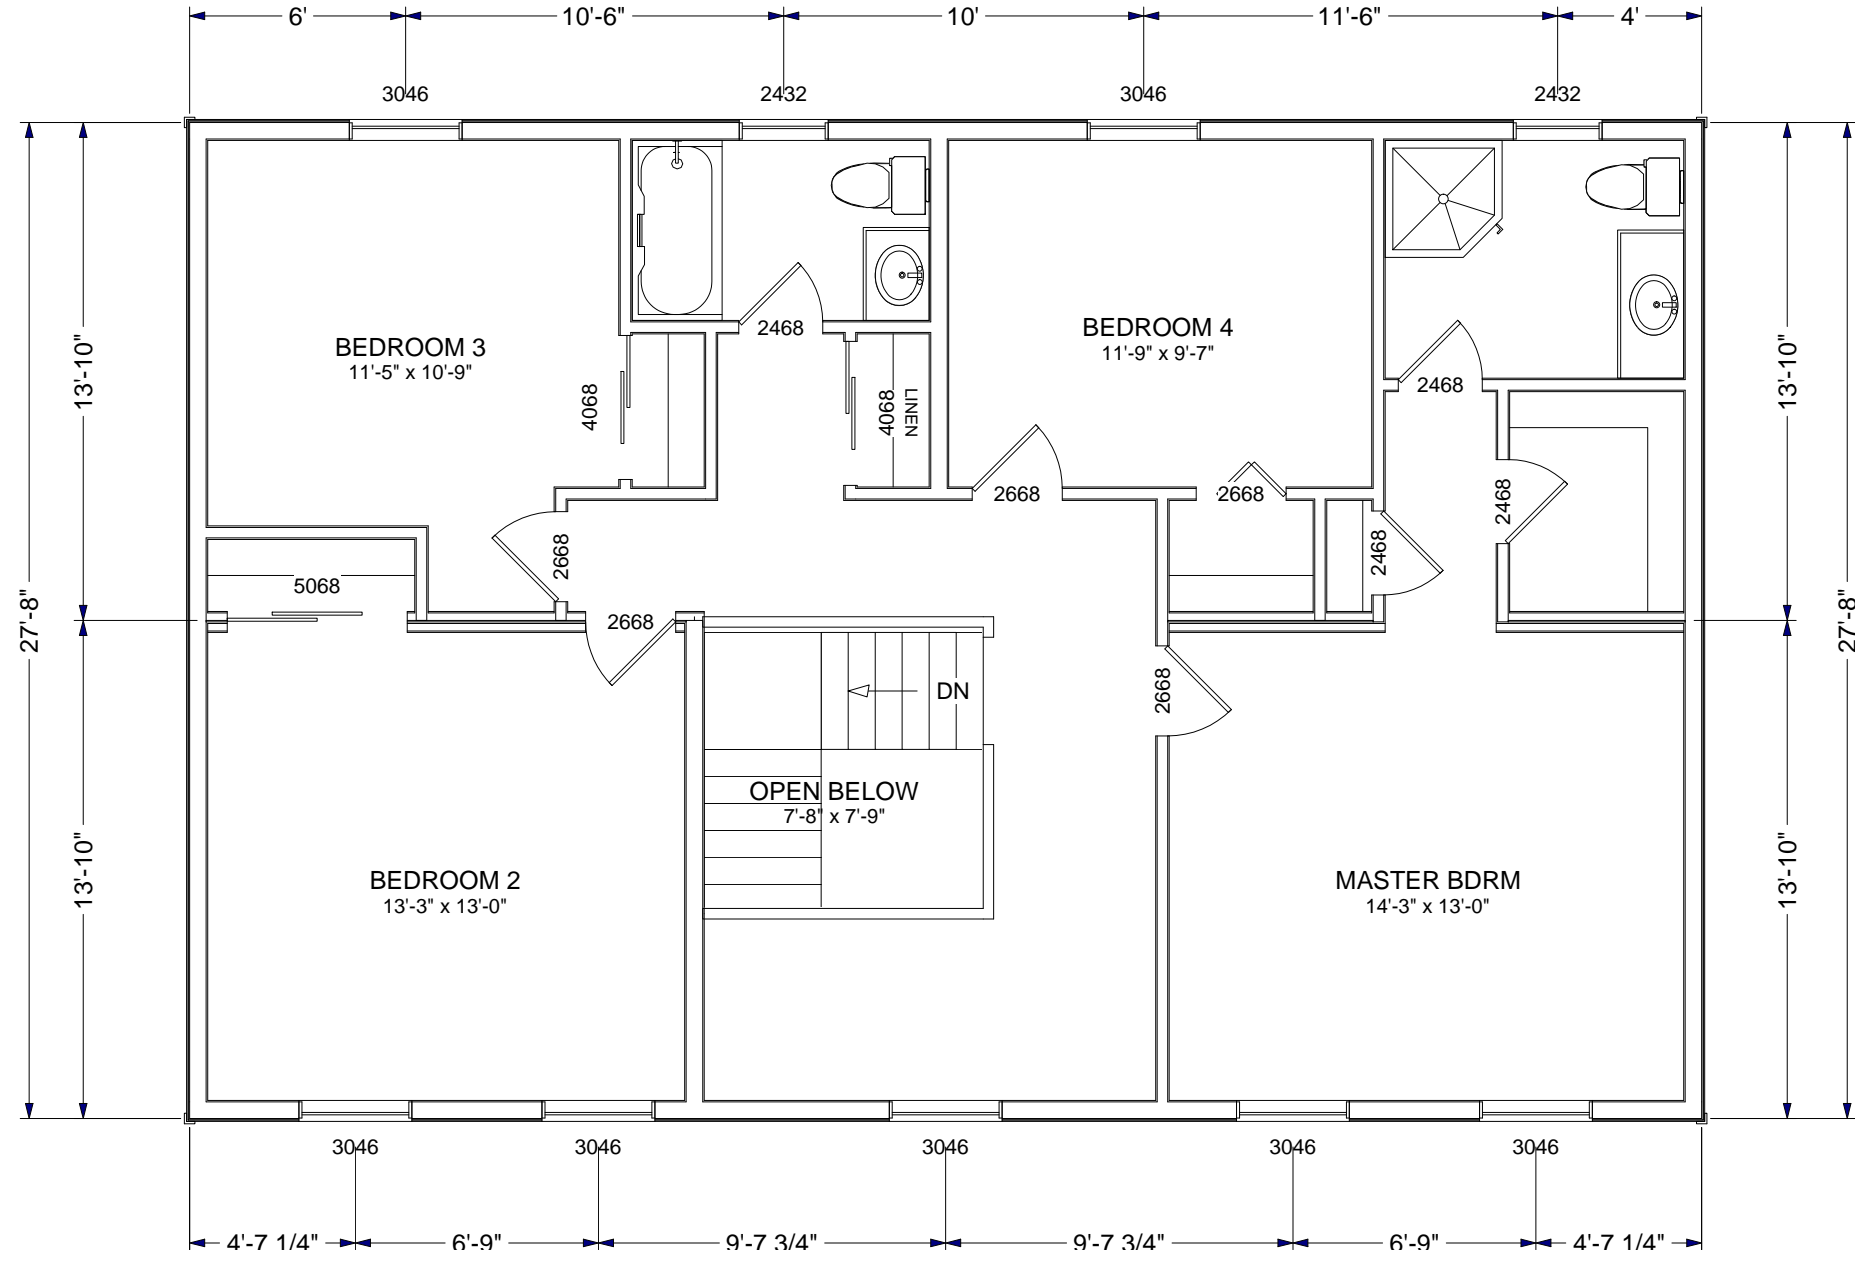 6' 10'-6" 10' 11'-6" 4'
3046 2432 3046 2432
BEDROOM 3
11'-5" x 10'-9"
2468
BEDROOM 4
11'-9" x 9'-7"
2468
4068
4068
LINEN
13'-10"
13'-10"
2668
2668
2468
2468
2668
5068
2668
27'-8"
27'-8"
2668
DN
OPEN BELOW
7'-8" x 7'-9"
13'-10"
13'-10"
BEDROOM 2
13'-3" x 13'-0"
MASTER BDRM
14'-3" x 13'-0"
3046 3046 3046 3046 3046
4'-7 1/4" 6'-9" 9'-7 3/4" 9'-7 3/4" 6'-9" 4'-7 1/4"